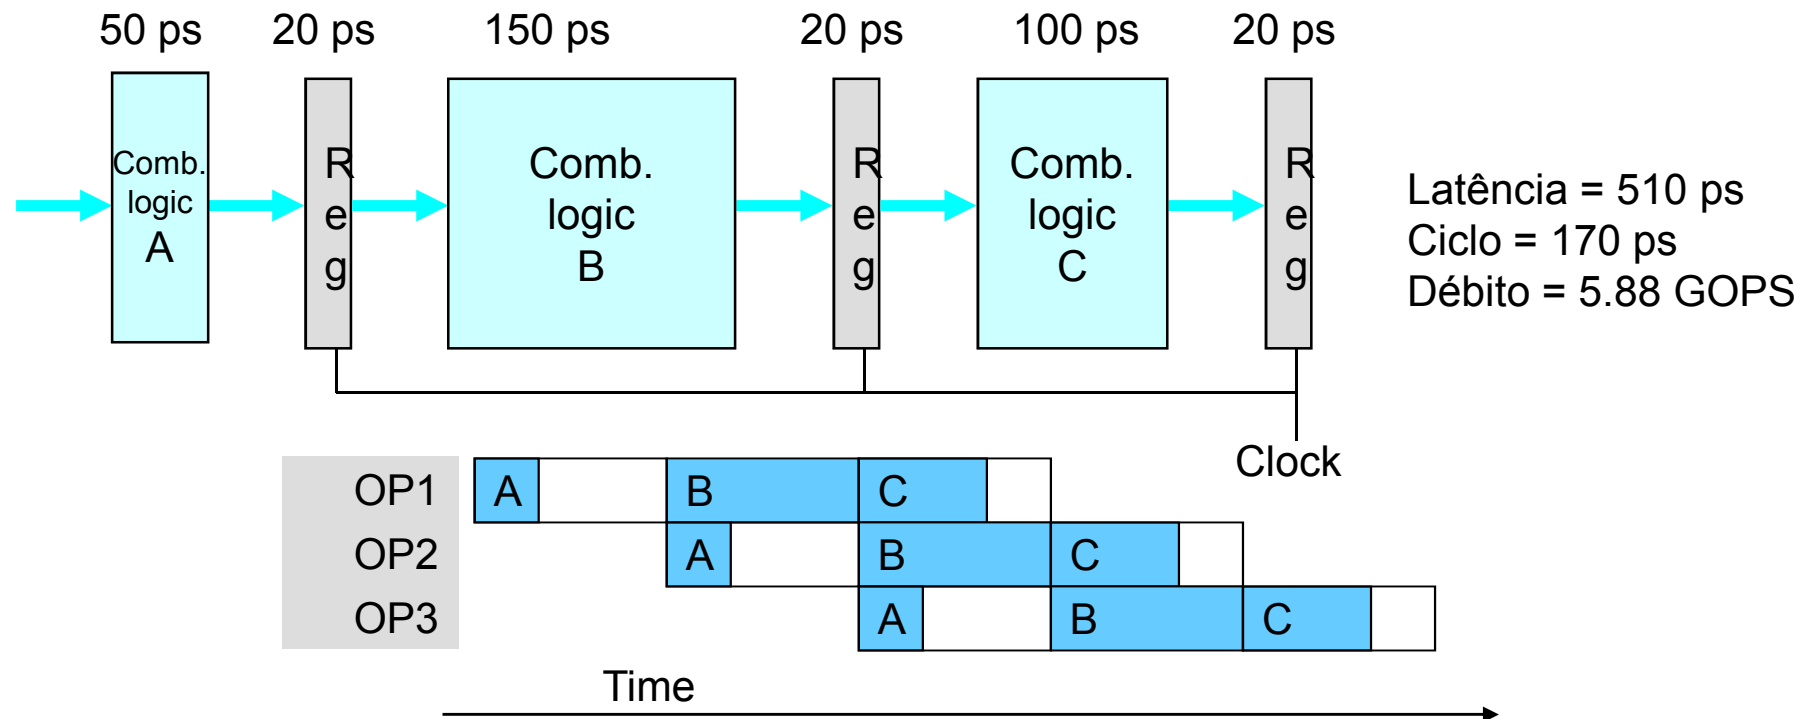 50 ps 20 ps 150 ps 20 ps 100 ps 20 ps
Comb.
logic
A
R
e
g
Comb.
logic
B
R
e
g
Comb.
logic
C
R
e
g
Latência = 510 ps
Ciclo = 170 ps
Débito = 5.88 GOPS
Clock
OP1 A B C
OP2 A B C
OP3 A B C
Time